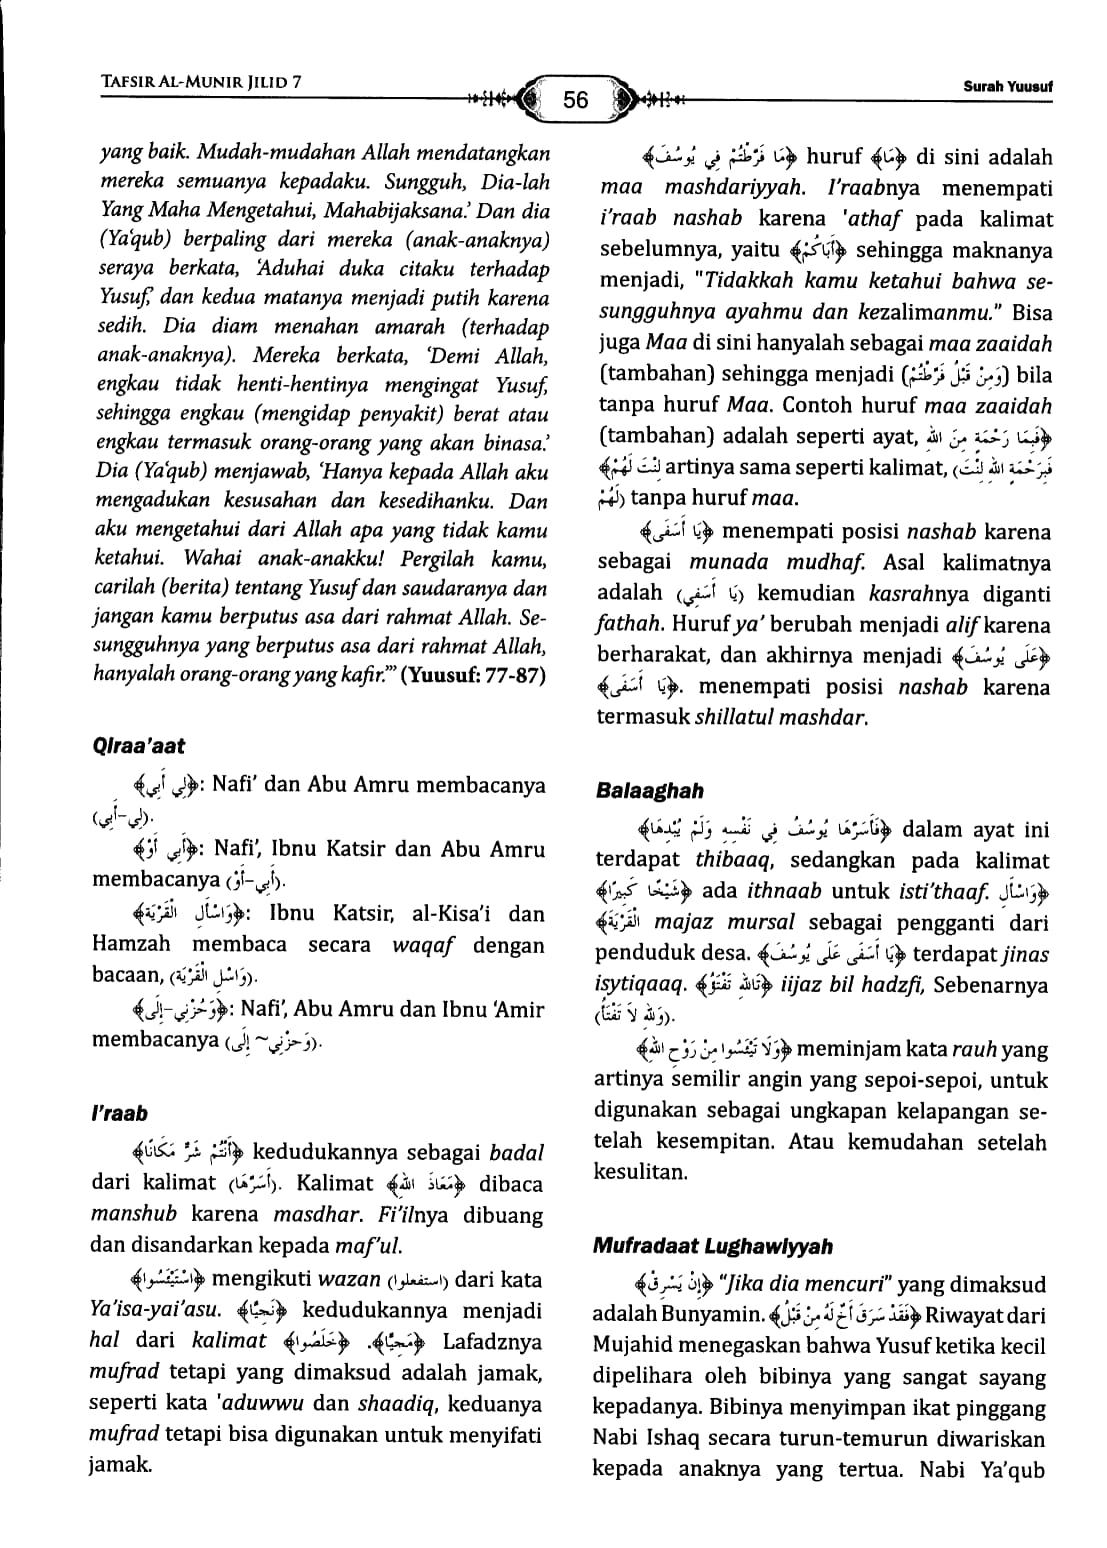 TAFSIR AL-MUNIR JILID 7
56
Surah Yuusuf
yang baik. Mudah-mudahan Allah mendatangkan
mereka semuanya kepadaku. Sungguh, Dia-lah
Yang Maha Mengetahui, Mahabijaksana.’ Dan dia
(Ya‘qub) berpaling dari mereka (anak-anaknya)
seraya berkata, ‘Aduhai duka citaku terhadap
Yusuf,’ dan kedua matanya menjadi putih karena
sedih. Dia diam menahan amarah (terhadap
anak-anaknya). Mereka berkata, ‘Demi Allah,
engkau tidak henti-hentinya mengingat Yusuf,
sehingga engkau (mengidap penyakit) berat atau
engkau termasuk orang-orang yang akan binasa.’
Dia (Ya‘qub) menjawab, ‘Hanya kepada Allah aku
mengadukan kesusahan dan kesedihanku. Dan
aku mengetahui dari Allah apa yang tidak kamu
ketahui. Wahai anak-anakku! Pergilah kamu,
carilah (berita) tentang Yusuf dan saudaranya dan
jangan kamu berputus asa dari rahmat Allah. Se-
sungguhnya yang berputus asa dari rahmat Allah,
hanyalah orang-orang yang kafir.’” (Yuusuf: 77-87)
Qiraa’aat
﴿لِي أَبِي﴾: Nafi’ dan Abu Amru membacanya
(لِي-أَبِي).
﴿أَبِي أَوْ﴾: Nafi’, Ibnu Katsir dan Abu Amru
membacanya (أَبِي-أَوْ).
﴿وَاسْأَلِ الْقَرْيَةَ﴾: Ibnu Katsir, al-Kisa’i dan
Hamzah membaca secara waqaf dengan
bacaan, (وَاسْلِ الْقَرْيَةَ).
﴿وَحُزْنِي-إِلَى﴾: Nafi’, Abu Amru dan Ibnu ‘Amir
membacanya (وَحزْنِي~ إِلَى).
I’raab
﴿أَنْتُمْ شَرٌّ مَكَانًا﴾ kedudukannya sebagai badal
dari kalimat (أَسَرَّهَا). Kalimat ﴿مَعَاذَ اللهِ﴾ dibaca
manshub karena masdhar. Fi’ilnya dibuang
dan disandarkan kepada maf’ul.
﴿اسْتَيْئَسُوا﴾ mengikuti wazan (استفعلوا) dari kata
Ya’isa-yai’asu. ﴿نَجِيًّا﴾ kedudukannya menjadi
hal dari kalimat ﴿خَلَصُوا﴾. ﴿نَجِيًّا﴾ Lafadznya
mufrad tetapi yang dimaksud adalah jamak,
seperti kata 'aduwwu dan shaadiq, keduanya
mufrad tetapi bisa digunakan untuk menyifati
jamak.
﴿مَا فَرَّطْتُمْ فِي يُوسُفَ﴾ huruf ﴿مَا﴾ di sini adalah
maa mashdariyyah. I’raabnya menempati
i’raab nashab karena 'athaf pada kalimat
sebelumnya, yaitu ﴿أَبَاكُمْ﴾ sehingga maknanya
menjadi, "Tidakkah kamu ketahui bahwa se-
sungguhnya ayahmu dan kezalimanmu.” Bisa
juga Maa di sini hanyalah sebagai maa zaaidah
(tambahan) sehingga menjadi (وَمِنْ قَبْلُ فَرَّطْتُمْ) bila
tanpa huruf Maa. Contoh huruf maa zaaidah
(tambahan) adalah seperti ayat, ﴿فَبِمَا رَحْمَة مِنَ الله
لِنْتَ لَهُمْ﴾ artinya sama seperti kalimat, (فَبِرَحْمَةِ الله لِنْتَ
لَهُمْ) tanpa huruf maa.
﴿يَا أَسَفَى﴾ menempati posisi nashab karena
sebagai munada mudhaf. Asal kalimatnya
adalah (يَا أَسَفِي) kemudian kasrahnya diganti
fathah. Huruf ya’ berubah menjadi alif karena
berharakat, dan akhirnya menjadi ﴿عَلَى يُوسُفَ﴾
﴿يَا أَسَفَى﴾. menempati posisi nashab karena
termasuk shillatul mashdar.
Balaaghah
﴿فَأَسَرَّهَا يُوسُفُ فِي نَفْسِهِ وَلَمْ يُبْدِهَا﴾ dalam ayat ini
terdapat thibaaq, sedangkan pada kalimat
﴿شَيْخًا كَبِيرًا﴾ ada ithnaab untuk isti’thaaf. ﴿وَاسْأَلِ
الْقَرْيَةَ﴾ majaz mursal sebagai pengganti dari
penduduk desa. ﴿يَا أَسَفَى عَلَى يُوسُفَ﴾ terdapat jinas
isytiqaaq. ﴿تَاللهِ تَفْتَؤُ﴾ iijaz bil hadzfi, Sebenarnya
(وَللهِ لاَ تَفْتَأُ).
﴿وَلَا تَيْئَسُوا مِنْ رَوْحِ اللهِ﴾ meminjam kata rauh yang
artinya semilir angin yang sepoi-sepoi, untuk
digunakan sebagai ungkapan kelapangan se-
telah kesempitan. Atau kemudahan setelah
kesulitan.
Mufradaat Lughawiyyah
﴿إِنْ يَسْرِقْ﴾ “Jika dia mencuri” yang dimaksud
adalah Bunyamin. ﴿فَقَدْ سَرَقَ أَخٌ لَهُ مِنْ قَبْلُ﴾ Riwayat dari
Mujahid menegaskan bahwa Yusuf ketika kecil
dipelihara oleh bibinya yang sangat sayang
kepadanya. Bibinya menyimpan ikat pinggang
Nabi Ishaq secara turun-temurun diwariskan
kepada anaknya yang tertua. Nabi Ya’qub